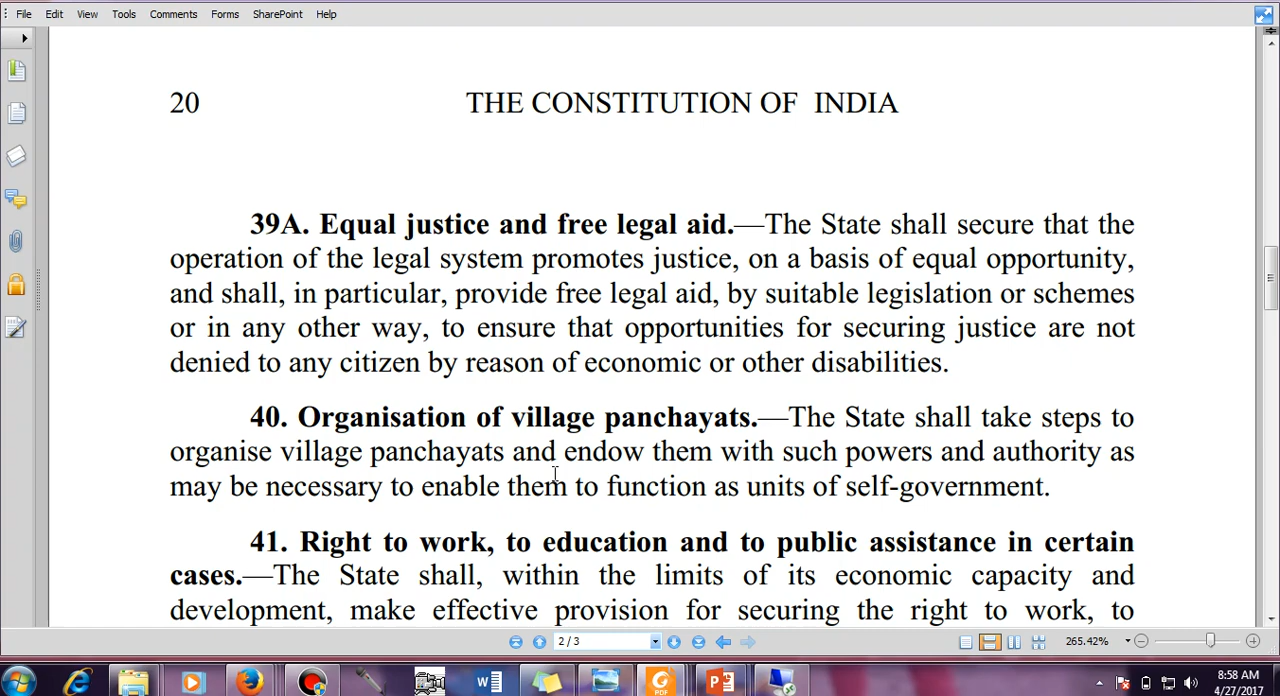 File Edit View Tools Comments Forms SharePoint Help
20 THE CONSTITUTION OF INDIA
39A. Equal justice and free legal aid.—The State shall secure that the
operation of the legal system promotes justice, on a basis of equal opportunity,
and shall, in particular, provide free legal aid, by suitable legislation or schemes
or in any other way, to ensure that opportunities for securing justice are not
denied to any citizen by reason of economic or other disabilities.
40. Organisation of village panchayats.—The State shall take steps to
organise village panchayats and endow them with such powers and authority as
may be necessary to enable them to function as units of self-government.
41. Right to work, to education and to public assistance in certain
cases.—The State shall, within the limits of its economic capacity and
development, make effective provision for securing the right to work, to
2 / 3 265.42%
PDF
8:58 AM
4/27/2017